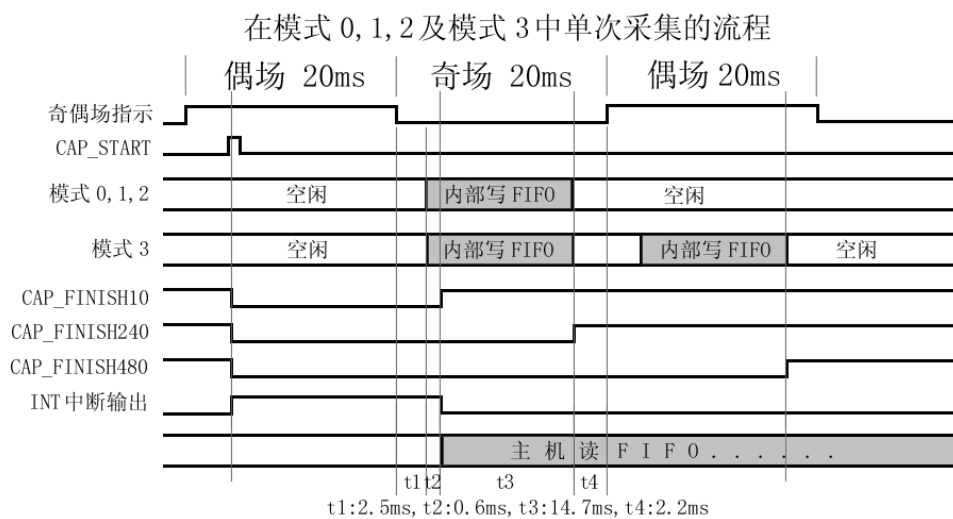 在模式 0,1,2 及模式 3 中单次采集的流程
偶场 20ms 奇场 20ms 偶场 20ms
奇偶场指示
CAP_START
模式 0,1,2 空闲 内部写 FIFO 空闲
模式 3 空闲 内部写 FIFO 内部写 FIFO 空闲
CAP_FINISH10
CAP_FINISH240
CAP_FINISH480
INT 中断输出
主 机 读 F I F O . . . . . .
t1 t2 t3 t4
t1:2.5ms, t2:0.6ms, t3:14.7ms, t4:2.2ms